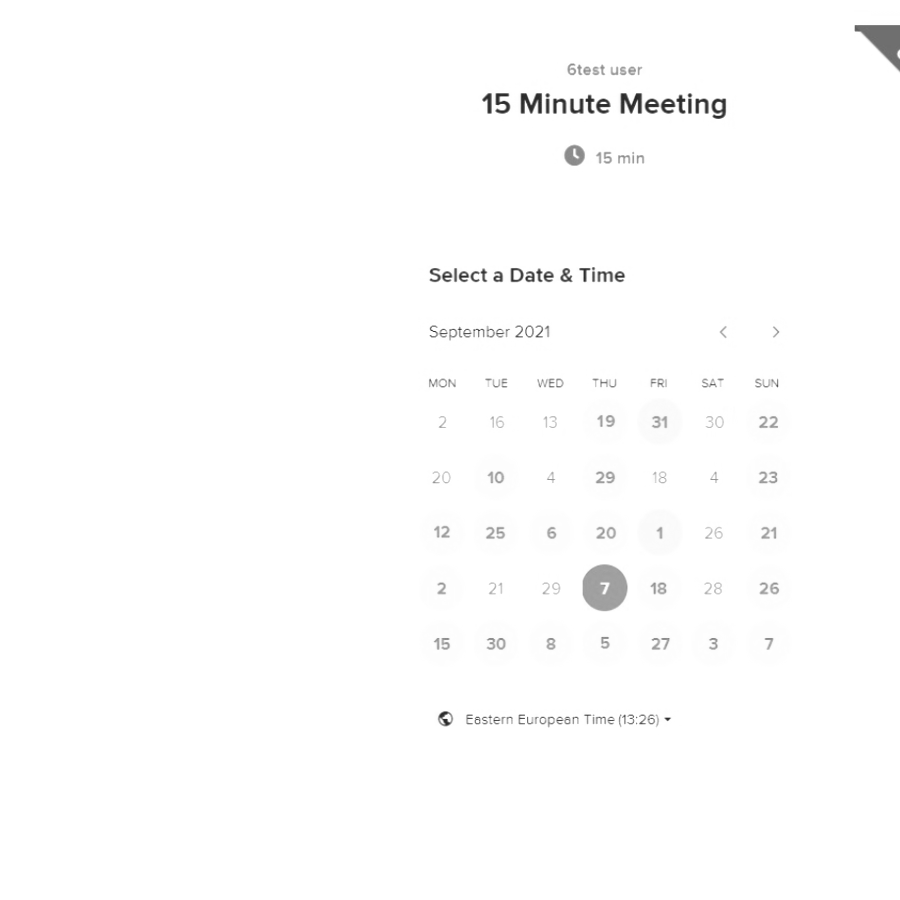 6test user
15 Minute Meeting
15 min
Select a Date & Time
September 2021
MON TUE WED THU FRI SAT SUN
2 16 13 19 31 30 22
20 10 4 29 18 4 23
12 25 6 20 1 26 21
2 21 29 7 18 28 26
15 30 8 5 27 3 7
Eastern European Time (13:26)